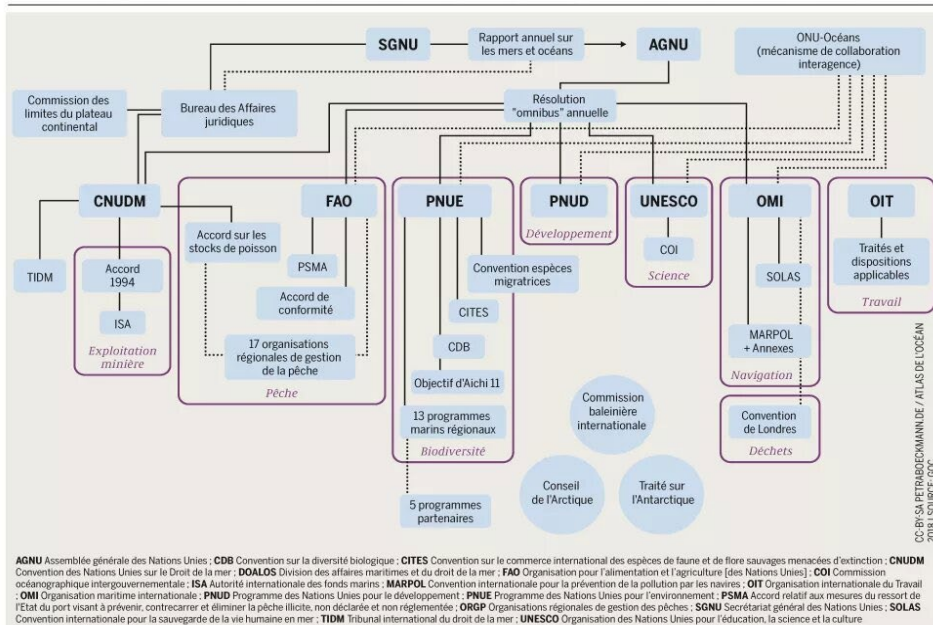 SGNU
Rapport annuel sur
les mers et océans
AGNU
ONU-Océans
(mécanisme de collaboration
interagence)
Commission des
limites du plateau
continental
Bureau des Affaires
juridiques
Résolution
"omnibus" annuelle
CNUDM
FAO
PNUE
PNUD
UNESCO
OMI
OIT
Développement
Accord sur les
stocks de poisson
TIDM
Accord
1994
ISA
Exploitation
minière
PSMA
Accord de
conformité
17 organisations
régionales de gestion
de la pêche
Pêche
Convention espèces
migratrices
CITES
CDB
Objectif d'Aichi 11
13 programmes
marins régionaux
Biodiversité
5 programmes
partenaires
COI
Science
SOLAS
MARPOL
+ Annexes
Navigation
Convention
de Londres
Déchets
Traités et
dispositions
applicables
Travail
Commission
baleinière
internationale
Conseil
de l'Arctique
Traité sur
l'Antarctique
CC-BY-SA PETRABOECKMANN.DE / ATLAS DE L'OCÉAN
2018 | SOURCE: GOC
AGNU Assemblée générale des Nations Unies ; CDB Convention sur la diversité biologique ; CITES Convention sur le commerce international des espèces de faune et de flore sauvages menacées d'extinction ; CNUDM
Convention des Nations Unies sur le Droit de la mer ; DOALOS Division des affaires maritimes et du droit de la mer ; FAO Organisation pour l'alimentation et l'agriculture [des Nations Unies] ; COI Commission
océanographique intergouvernementale ; ISA Autorité internationale des fonds marins ; MARPOL Convention internationale pour la prévention de la pollution par les navires ; OIT Organisation Internationale du Travail
; OMI Organisation maritime internationale ; PNUD Programme des Nations Unies pour le développement ; PNUE Programme des Nations Unies pour l'environnement ; PSMA Accord relatif aux mesures du ressort de
l'Etat du port visant à prévenir, contrecarrer et éliminer la pêche illicite, non déclarée et non réglementée ; ORGP Organisations régionales de gestion des pêches ; SGNU Secrétariat général des Nations Unies ; SOLAS
Convention internationale pour la sauvegarde de la vie humaine en mer ; TIDM Tribunal international du droit de la mer ; UNESCO Organisation des Nations Unies pour l'éducation, la science et la culture